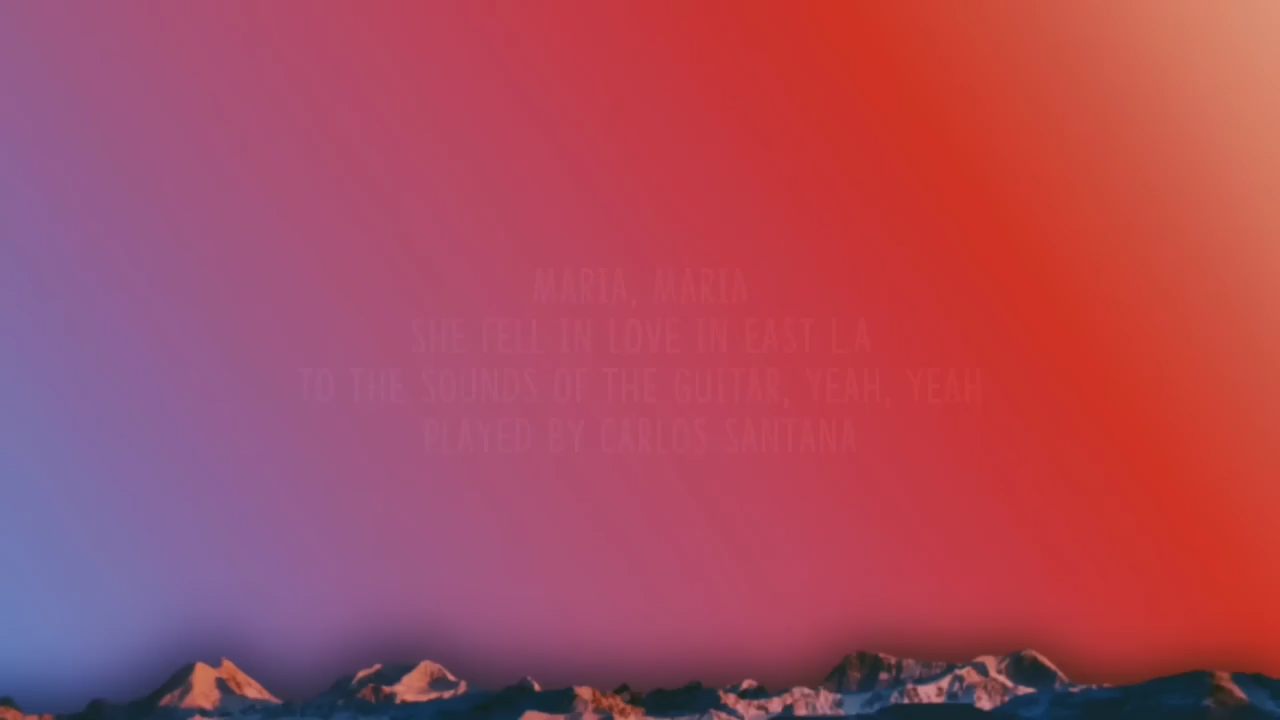 MARIA, MARIA
SHE FELL IN LOVE IN EAST L.A
TO THE SOUNDS OF THE GUITAR, YEAH, YEAH
PLAYED BY CARLOS SANTANA